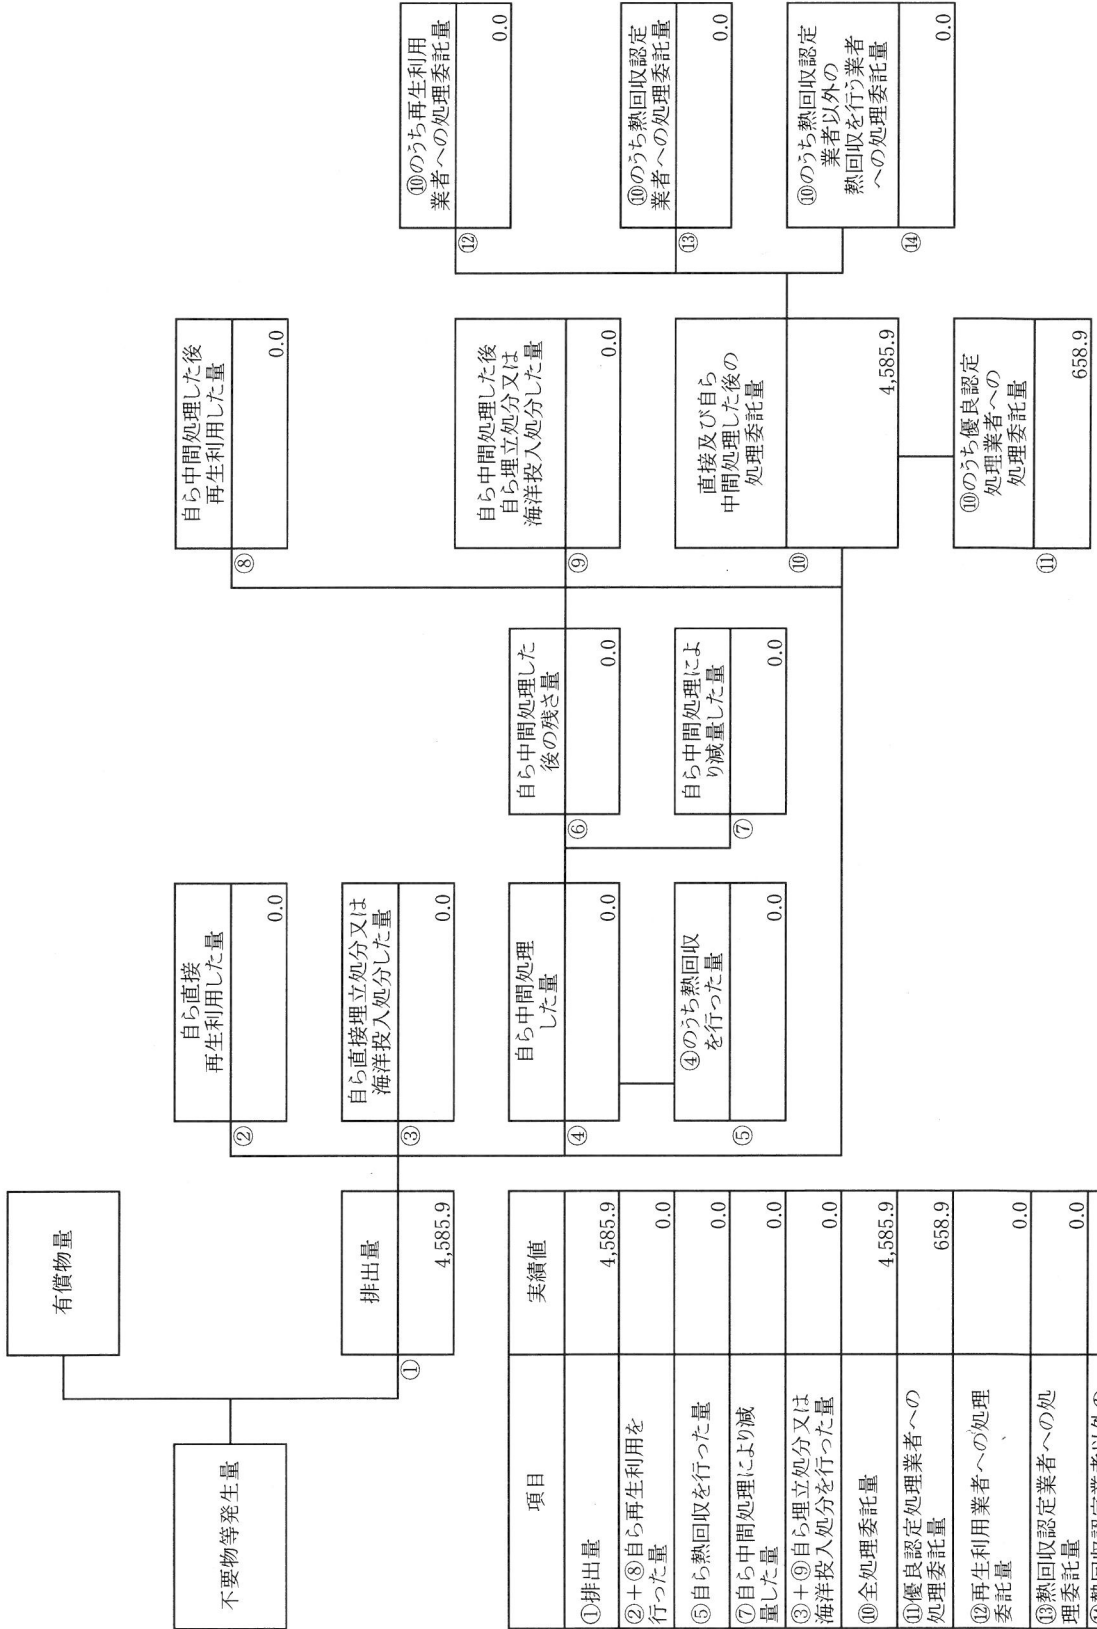 不要物等発生量
有償物量
排出量
①
4,585.9
自ら直接
再生利用した量
②
0.0
自ら直接埋立処分又は
海洋投入処分した量
③
0.0
自ら中間処理
した量
④
0.0
④のうち熱回収
を行った量
⑤
0.0
自ら中間処理した
後の残さ量
⑥
0.0
自ら中間処理によ
り減量した量
⑦
0.0
自ら中間処理した後
再生利用した量
⑧
0.0
自ら中間処理した後
自ら埋立処分又は
海洋投入処分した量
⑨
0.0
直接及び自ら
中間処理した後の
処理委託量
⑩
4,585.9
⑩のうち優良認定
処理業者への
処理委託量
⑪
658.9
⑩のうち再生利用
業者への処理委託量
⑫
0.0
⑩のうち熱回収認定
業者への処理委託量
⑬
0.0
⑩のうち熱回収認定
業者以外の
熱回収を行う業者
への処理委託量
⑭
0.0
項目 実績値
①排出量 4,585.9
②+⑧自ら再生利用を
行った量 0.0
⑤自ら熱回収を行った量 0.0
⑦自ら中間処理により減
量した量 0.0
③+⑨自ら埋立処分又は
海洋投入処分を行った量 0.0
⑩全処理委託量 4,585.9
⑪優良認定処理業者への
処理委託量 658.9
⑫再生利用業者への処理
委託量 0.0
⑬熱回収認定業者への処
理委託量 0.0